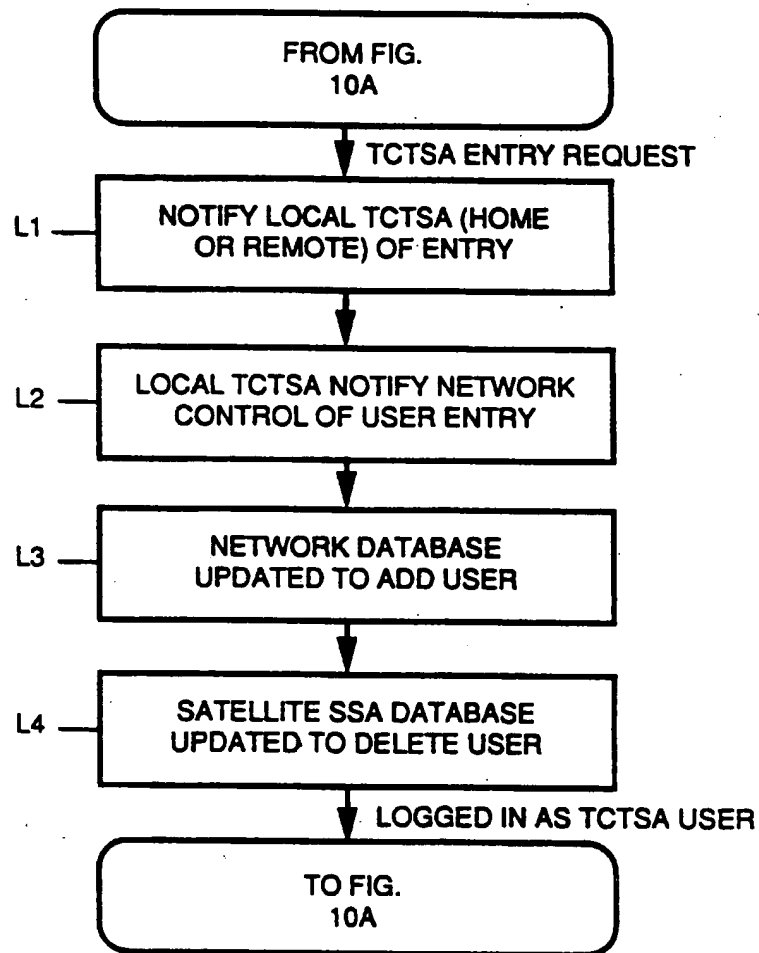 FROM FIG.
10A
TCTSA ENTRY REQUEST
L1
NOTIFY LOCAL TCTSA (HOME
OR REMOTE) OF ENTRY
L2
LOCAL TCTSA NOTIFY NETWORK
CONTROL OF USER ENTRY
L3
NETWORK DATABASE
UPDATED TO ADD USER
L4
SATELLITE SSA DATABASE
UPDATED TO DELETE USER
LOGGED IN AS TCTSA USER
TO FIG.
10A